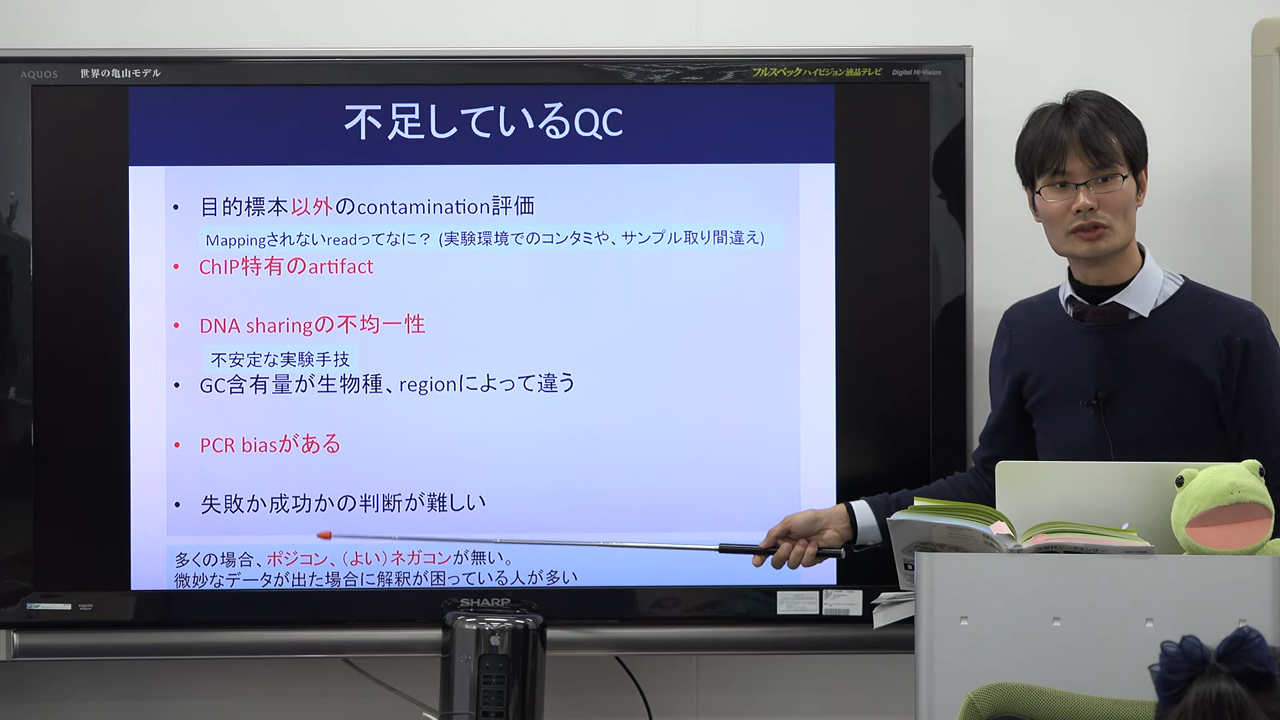 AQUOS 世界の亀山モデル フルスペックハイビジョン液晶テレビ Digital Hi-Vision
不足しているQC
• 目的標本以外のcontamination評価
Mappingされないreadってなに？ (実験環境でのコンタミや、サンプル取り間違え)
• ChIP特有のartifact
• DNA sharingの不均一性
不安定な実験手技
• GC含有量が生物種、regionによって違う
• PCR biasがある
• 失敗か成功かの判断が難しい
多くの場合、ポジコン、（よい）ネガコンが無い。
微妙なデータが出た場合に解釈が困っている人が多い
SHARP